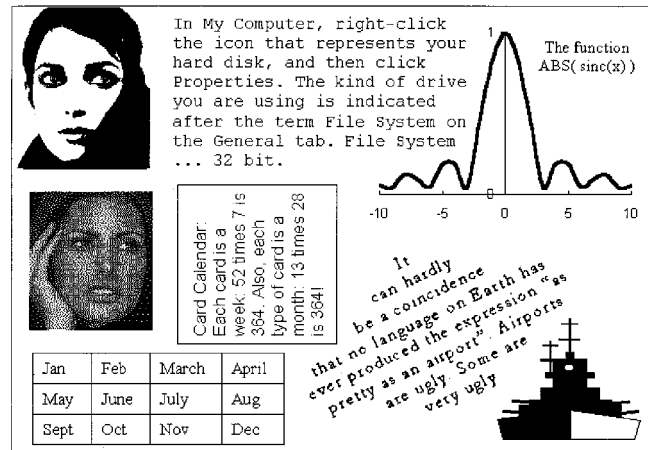 In My Computer, right-click
the icon that represents your
hard disk, and then click
Properties. The kind of drive
you are using is indicated
after the term File System on
the General tab. File System
... 32 bit.
The function
ABS( sinc(x) )
1
0
-10 -5 0 5 10
Card Calendar:
Each card is a
week: 52 times 7 is
364. Also, each
type of card is a
month: 13 times 28
is 364!
It
can hardly
be a coincidence
that no language on Earth has
ever produced the expression "as
pretty as an airport". Airports
are ugly. Some are
very ugly
Jan Feb March April
May June July Aug
Sept Oct Nov Dec